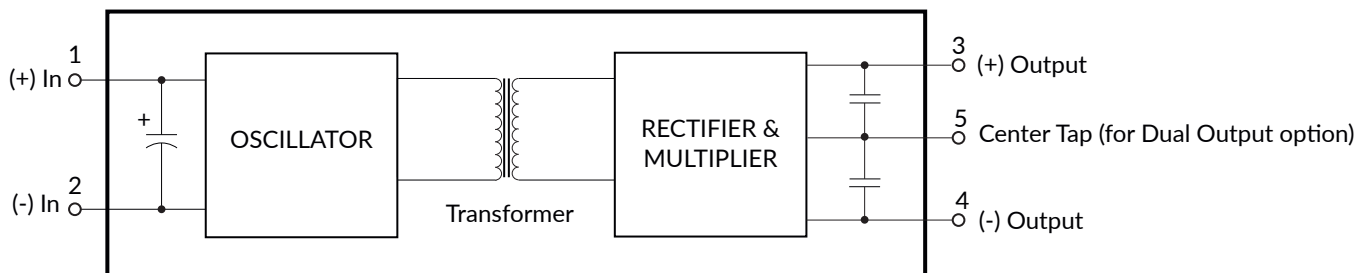 1
(+) In
2
(-) In
+
OSCILLATOR
Transformer
RECTIFIER &
MULTIPLIER
3
(+) Output
5
Center Tap (for Dual Output option)
4
(-) Output